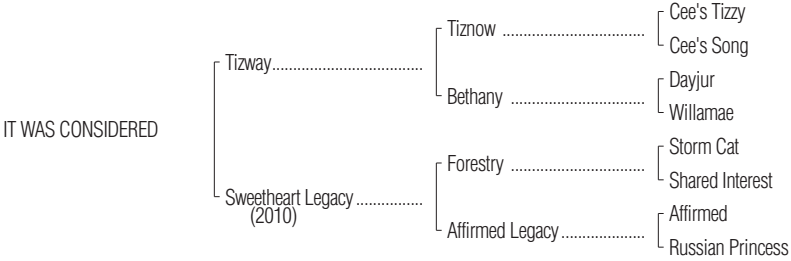 IT WAS CONSIDERED
Tizway..................................
Sweetheart Legacy ................
(2010)
Tiznow ..................................
Bethany ................................
Forestry ................................
Affirmed Legacy....................
Cee's Tizzy
Cee's Song
Dayjur
Willamae
Storm Cat
Shared Interest
Affirmed
Russian Princess